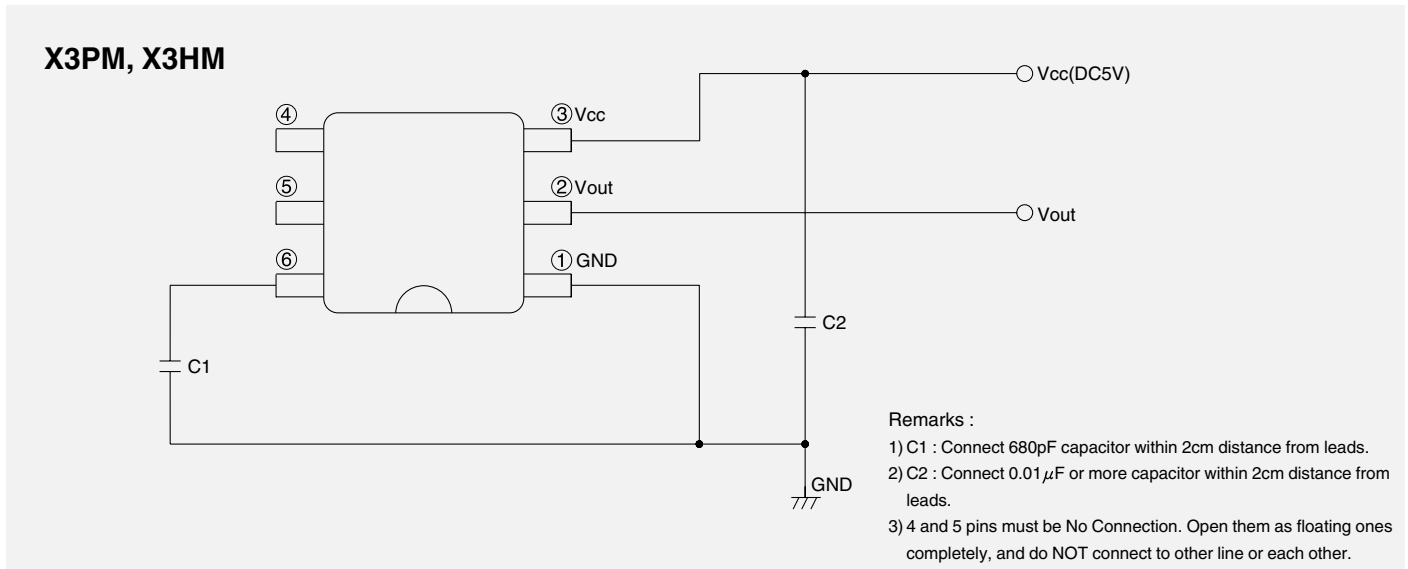 X3PM, X3HM
④
③Vcc
Vcc(DC5V)
⑤
②Vout
Vout
⑥
①GND
C2
C1
GND
Remarks :
1) C1 : Connect 680pF capacitor within 2cm distance from leads.
2) C2 : Connect 0.01μF or more capacitor within 2cm distance from
leads.
3) 4 and 5 pins must be No Connection. Open them as floating ones
completely, and do NOT connect to other line or each other.